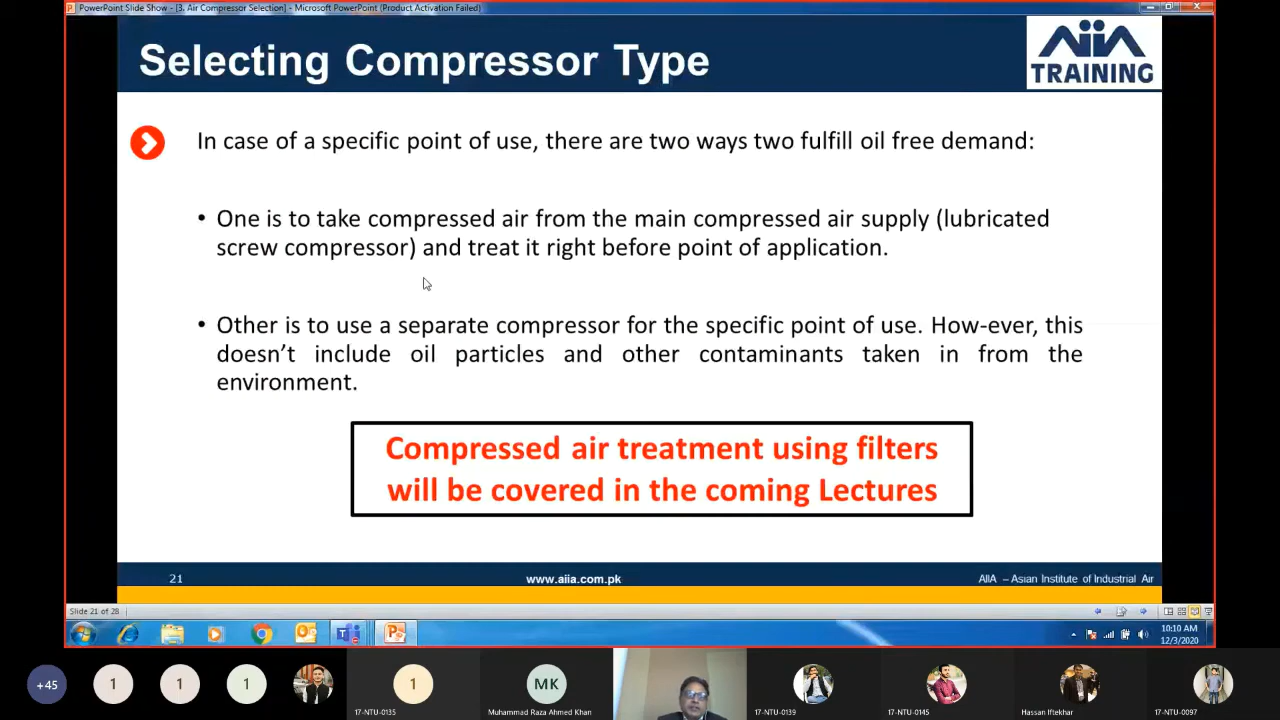 PowerPoint Slide Show - [3. Air Compressor Selection] - Microsoft PowerPoint (Product Activation Failed)
Selecting Compressor Type
AiiA
TRAINING
In case of a specific point of use, there are two ways two fulfill oil free demand:
• One is to take compressed air from the main compressed air supply (lubricated
screw compressor) and treat it right before point of application.
• Other is to use a separate compressor for the specific point of use. How-ever, this
doesn’t include oil particles and other contaminants taken in from the
environment.
Compressed air treatment using filters
will be covered in the coming Lectures
21
www.aiia.com.pk
AIIA – Asian Institute of Industrial Air
Slide 21 of 28
10:10 AM
12/3/2020
+45
1
1
1
1
MK
17-NTU-0135
Muhammad Raza Ahmed Khan
17-NTU-0139
17-NTU-0145
Hassan Iftekhar
17-NTU-0097